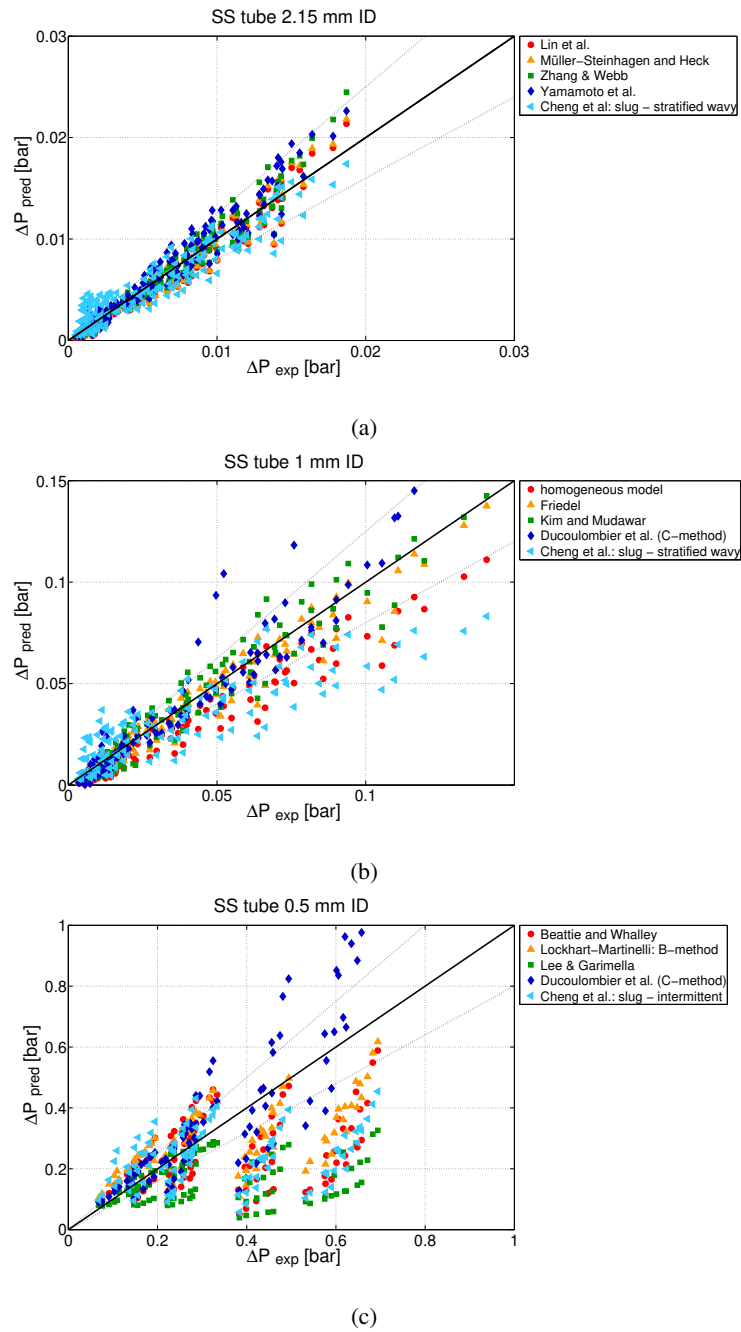 SS tube 2.15 mm ID
0.03
0.02
0.01
0
0
0.01
0.02
0.03
ΔP pred [bar]
ΔP exp [bar]
Lin et al.
Müller−Steinhagen and Heck
Zhang & Webb
Yamamoto et al.
Cheng et al: slug − stratified wavy
(a)
SS tube 1 mm ID
0.15
0.1
0.05
0
0
0.05
0.1
ΔP pred [bar]
ΔP exp [bar]
homogeneous model
Friedel
Kim and Mudawar
Ducoulombier et al. (C−method)
Cheng et al.: slug − stratified wavy
(b)
SS tube 0.5 mm ID
1
0.8
0.6
0.4
0.2
0
0
0.2
0.4
0.6
0.8
1
ΔP pred [bar]
ΔP exp [bar]
Beattie and Whalley
Lockhart−Martinelli: B−method
Lee & Garimella
Ducoulombier et al. (C−method)
Cheng et al.: slug − intermittent
(c)